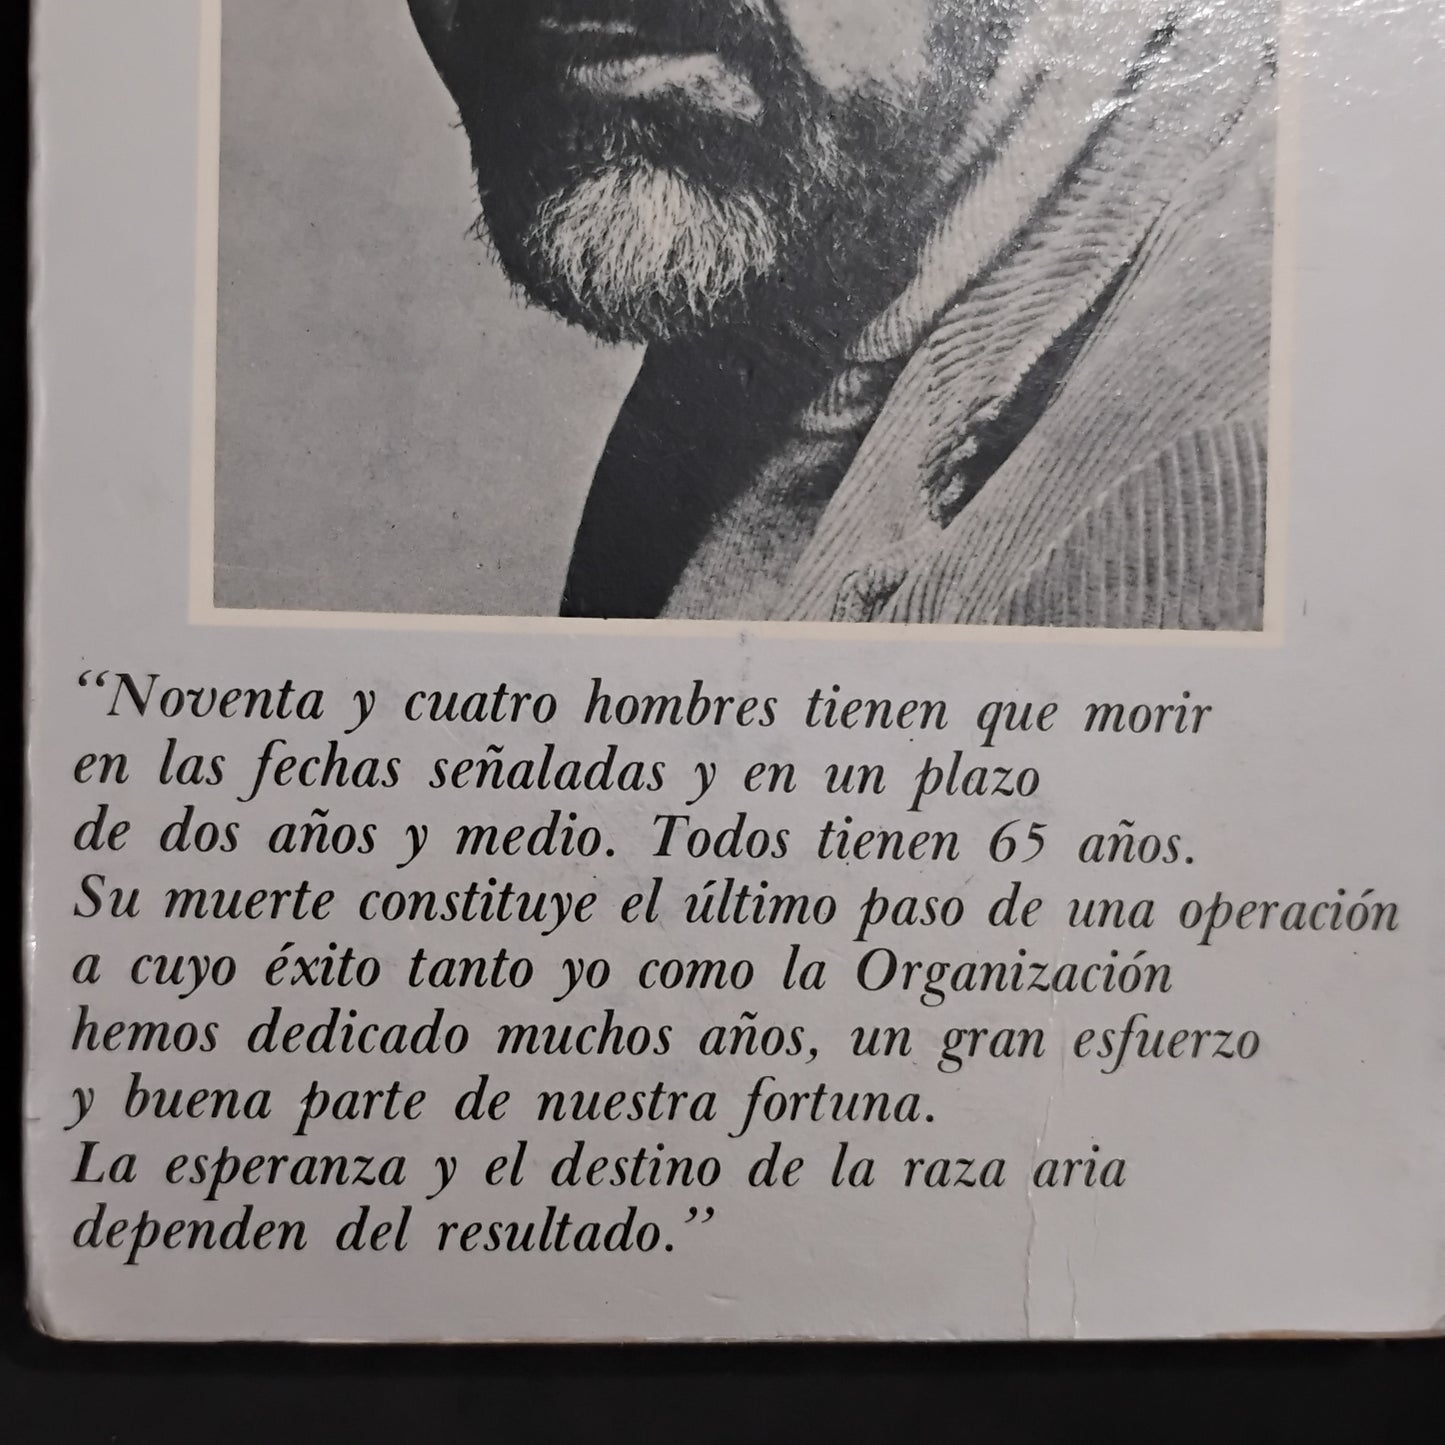 “Noventa y cuatro hombres tienen que morir
en las fechas señaladas y en un plazo
de dos años y medio. Todos tienen 65 años.
Su muerte constituye el último paso de una operación
a cuyo éxito tanto yo como la Organización
hemos dedicado muchos años, un gran esfuerzo
y buena parte de nuestra fortuna.
La esperanza y el destino de la raza aria
dependen del resultado.”